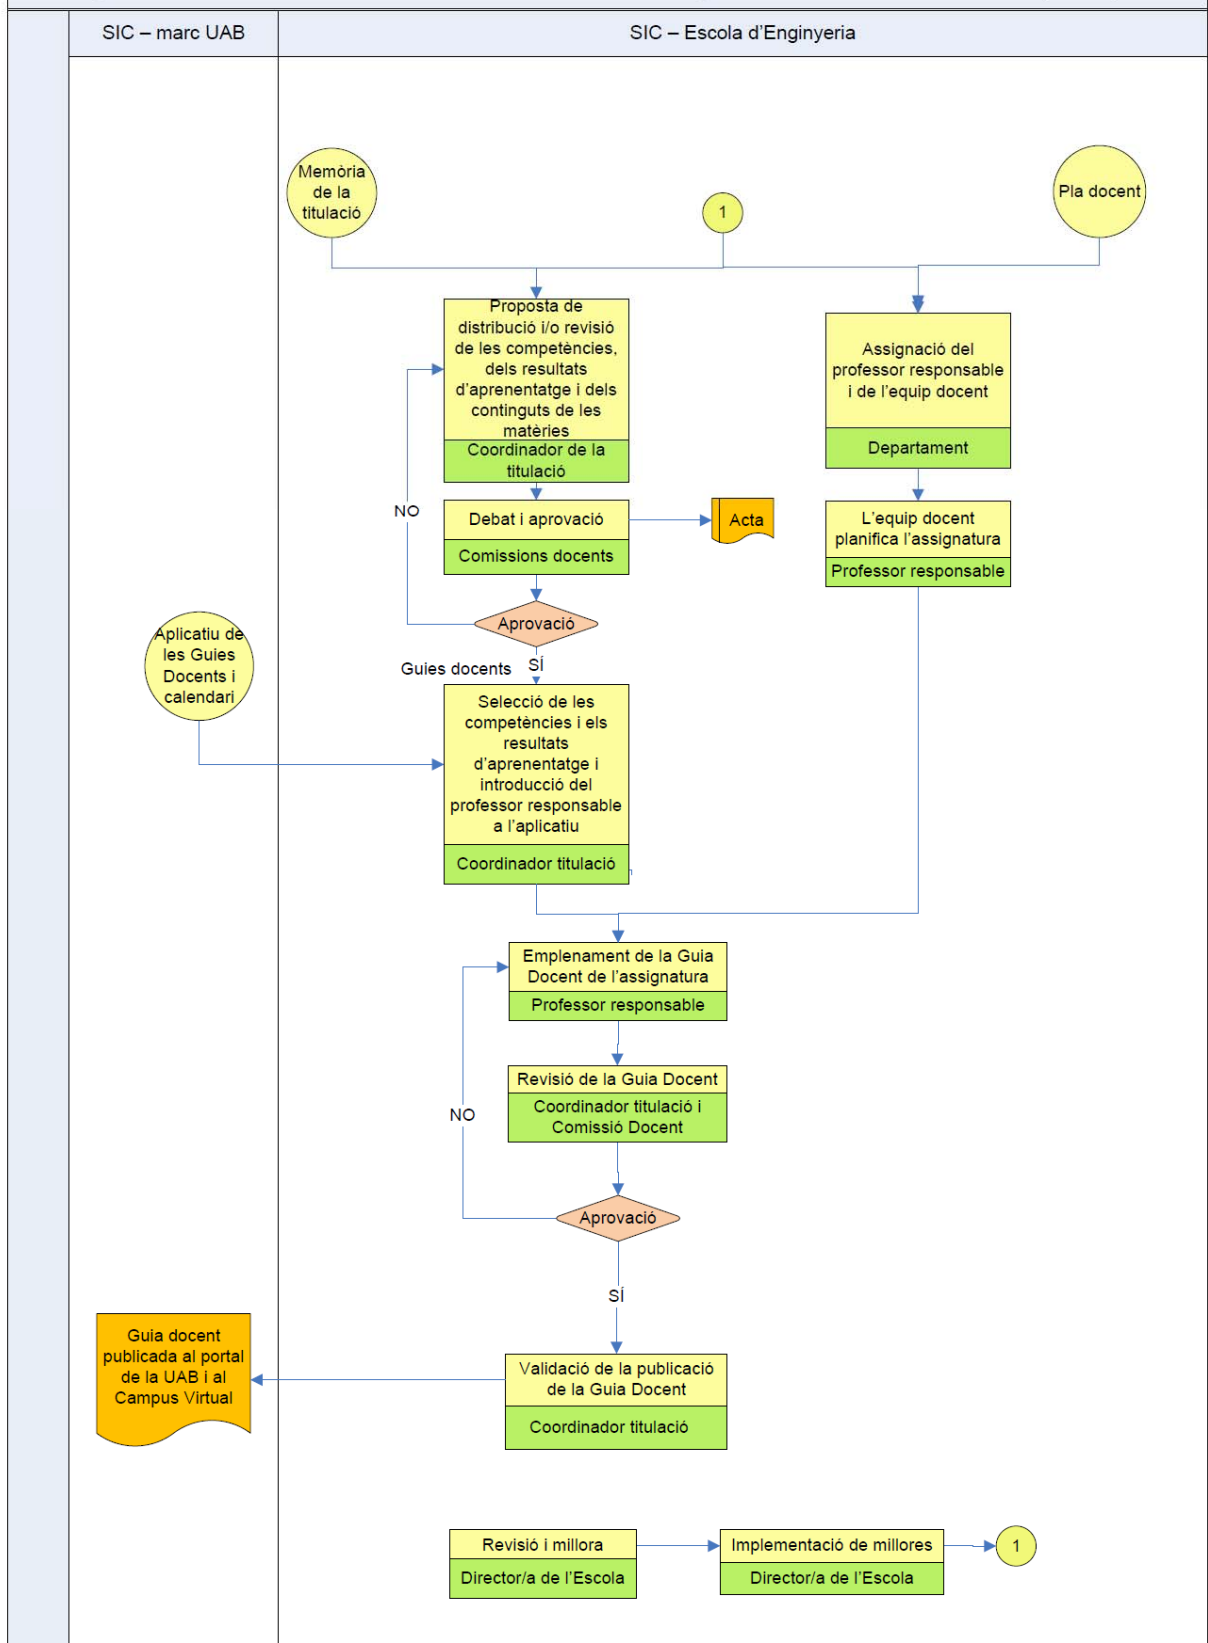 SIC – marc UAB
SIC – Escola d'Enginyeria
Memòria
de la
titulació
1
Pla docent
Proposta de
distribució i/o revisió
de les competències,
dels resultats
d'aprenentatge i dels
continguts de les
matèries
Coordinador de la
titulació
Assignació del
professor responsable
i de l'equip docent
Departament
NO
Debat i aprovació
Comissions docents
Acta
L'equip docent
planifica l'assignatura
Professor responsable
Aprovació
SÍ
Guies docents
Aplicatiu de
les Guies
Docents i
calendari
Selecció de les
competències i els
resultats
d'aprenentatge i
introducció del
professor responsable
a l'aplicatiu
Coordinador titulació
Emplenament de la Guia
Docent de l'assignatura
Professor responsable
Revisió de la Guia Docent
Coordinador titulació i
Comissió Docent
NO
Aprovació
SÍ
Guia docent
publicada al portal
de la UAB i al
Campus Virtual
Validació de la publicació
de la Guia Docent
Coordinador titulació
Revisió i millora
Director/a de l'Escola
Implementació de millores
Director/a de l'Escola
1